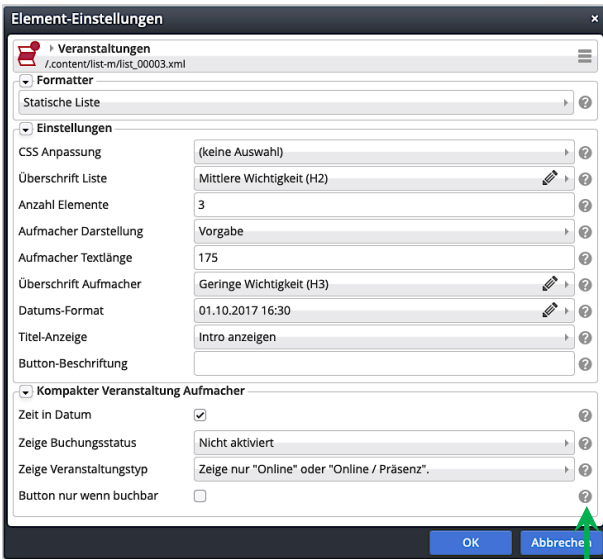 Element-Einstellungen
Veranstaltungen
/.content/list-m/list_00003.xml
Formatter
Statische Liste
Einstellungen
CSS Anpassung (keine Auswahl)
Überschrift Liste Mittlere Wichtigkeit (H2)
Anzahl Elemente 3
Aufmacher Darstellung Vorgabe
Aufmacher Textlänge 175
Überschrift Aufmacher Geringe Wichtigkeit (H3)
Datums-Format 01.10.2017 16:30
Titel-Anzeige Intro anzeigen
Button-Beschriftung
Kompakter Veranstaltung Aufmacher
Zeit in Datum
Zeige Buchungsstatus Nicht aktiviert
Zeige Veranstaltungstyp Zeige nur "Online" oder "Online / Präsenz".
Button nur wenn buchbar
OK Abbrechen